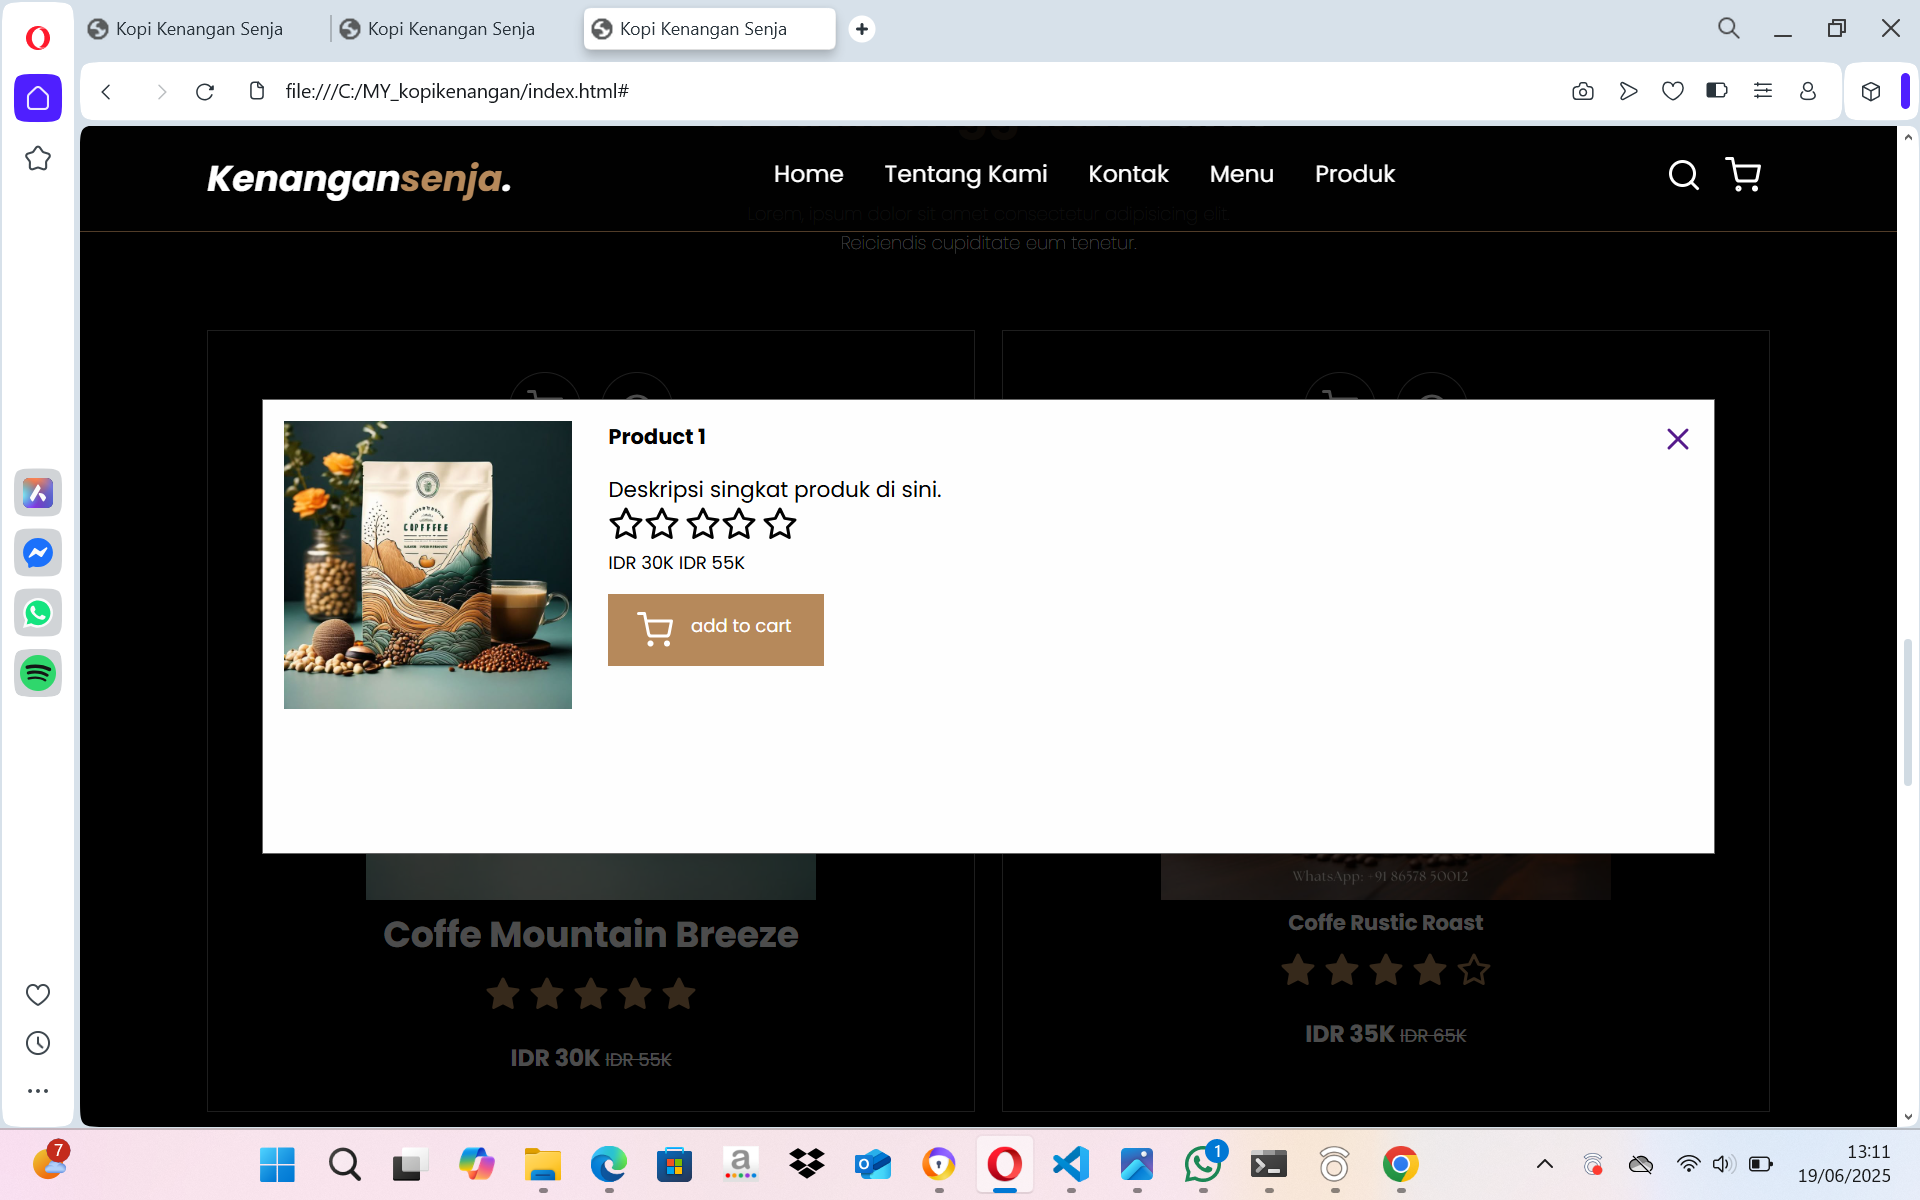 Kopi Kenangan Senja
Kopi Kenangan Senja
Kopi Kenangan Senja
file:///C:/MY_kopikenangan/index.html#
Kenangansenja.
Home
Tentang Kami
Kontak
Menu
Produk
Lorem, ipsum dolor sit amet consectetur adipisicing elit.
Reiciendis cupiditate eum tenetur.
Product 1
Deskripsi singkat produk di sini.
IDR 30K IDR 55K
add to cart
COFFFEE
WhatsApp: +91 86578 50012
Coffe Mountain Breeze
IDR 30K IDR 55K
Coffe Rustic Roast
IDR 35K IDR 65K
7
a
1
13:11
19/06/2025